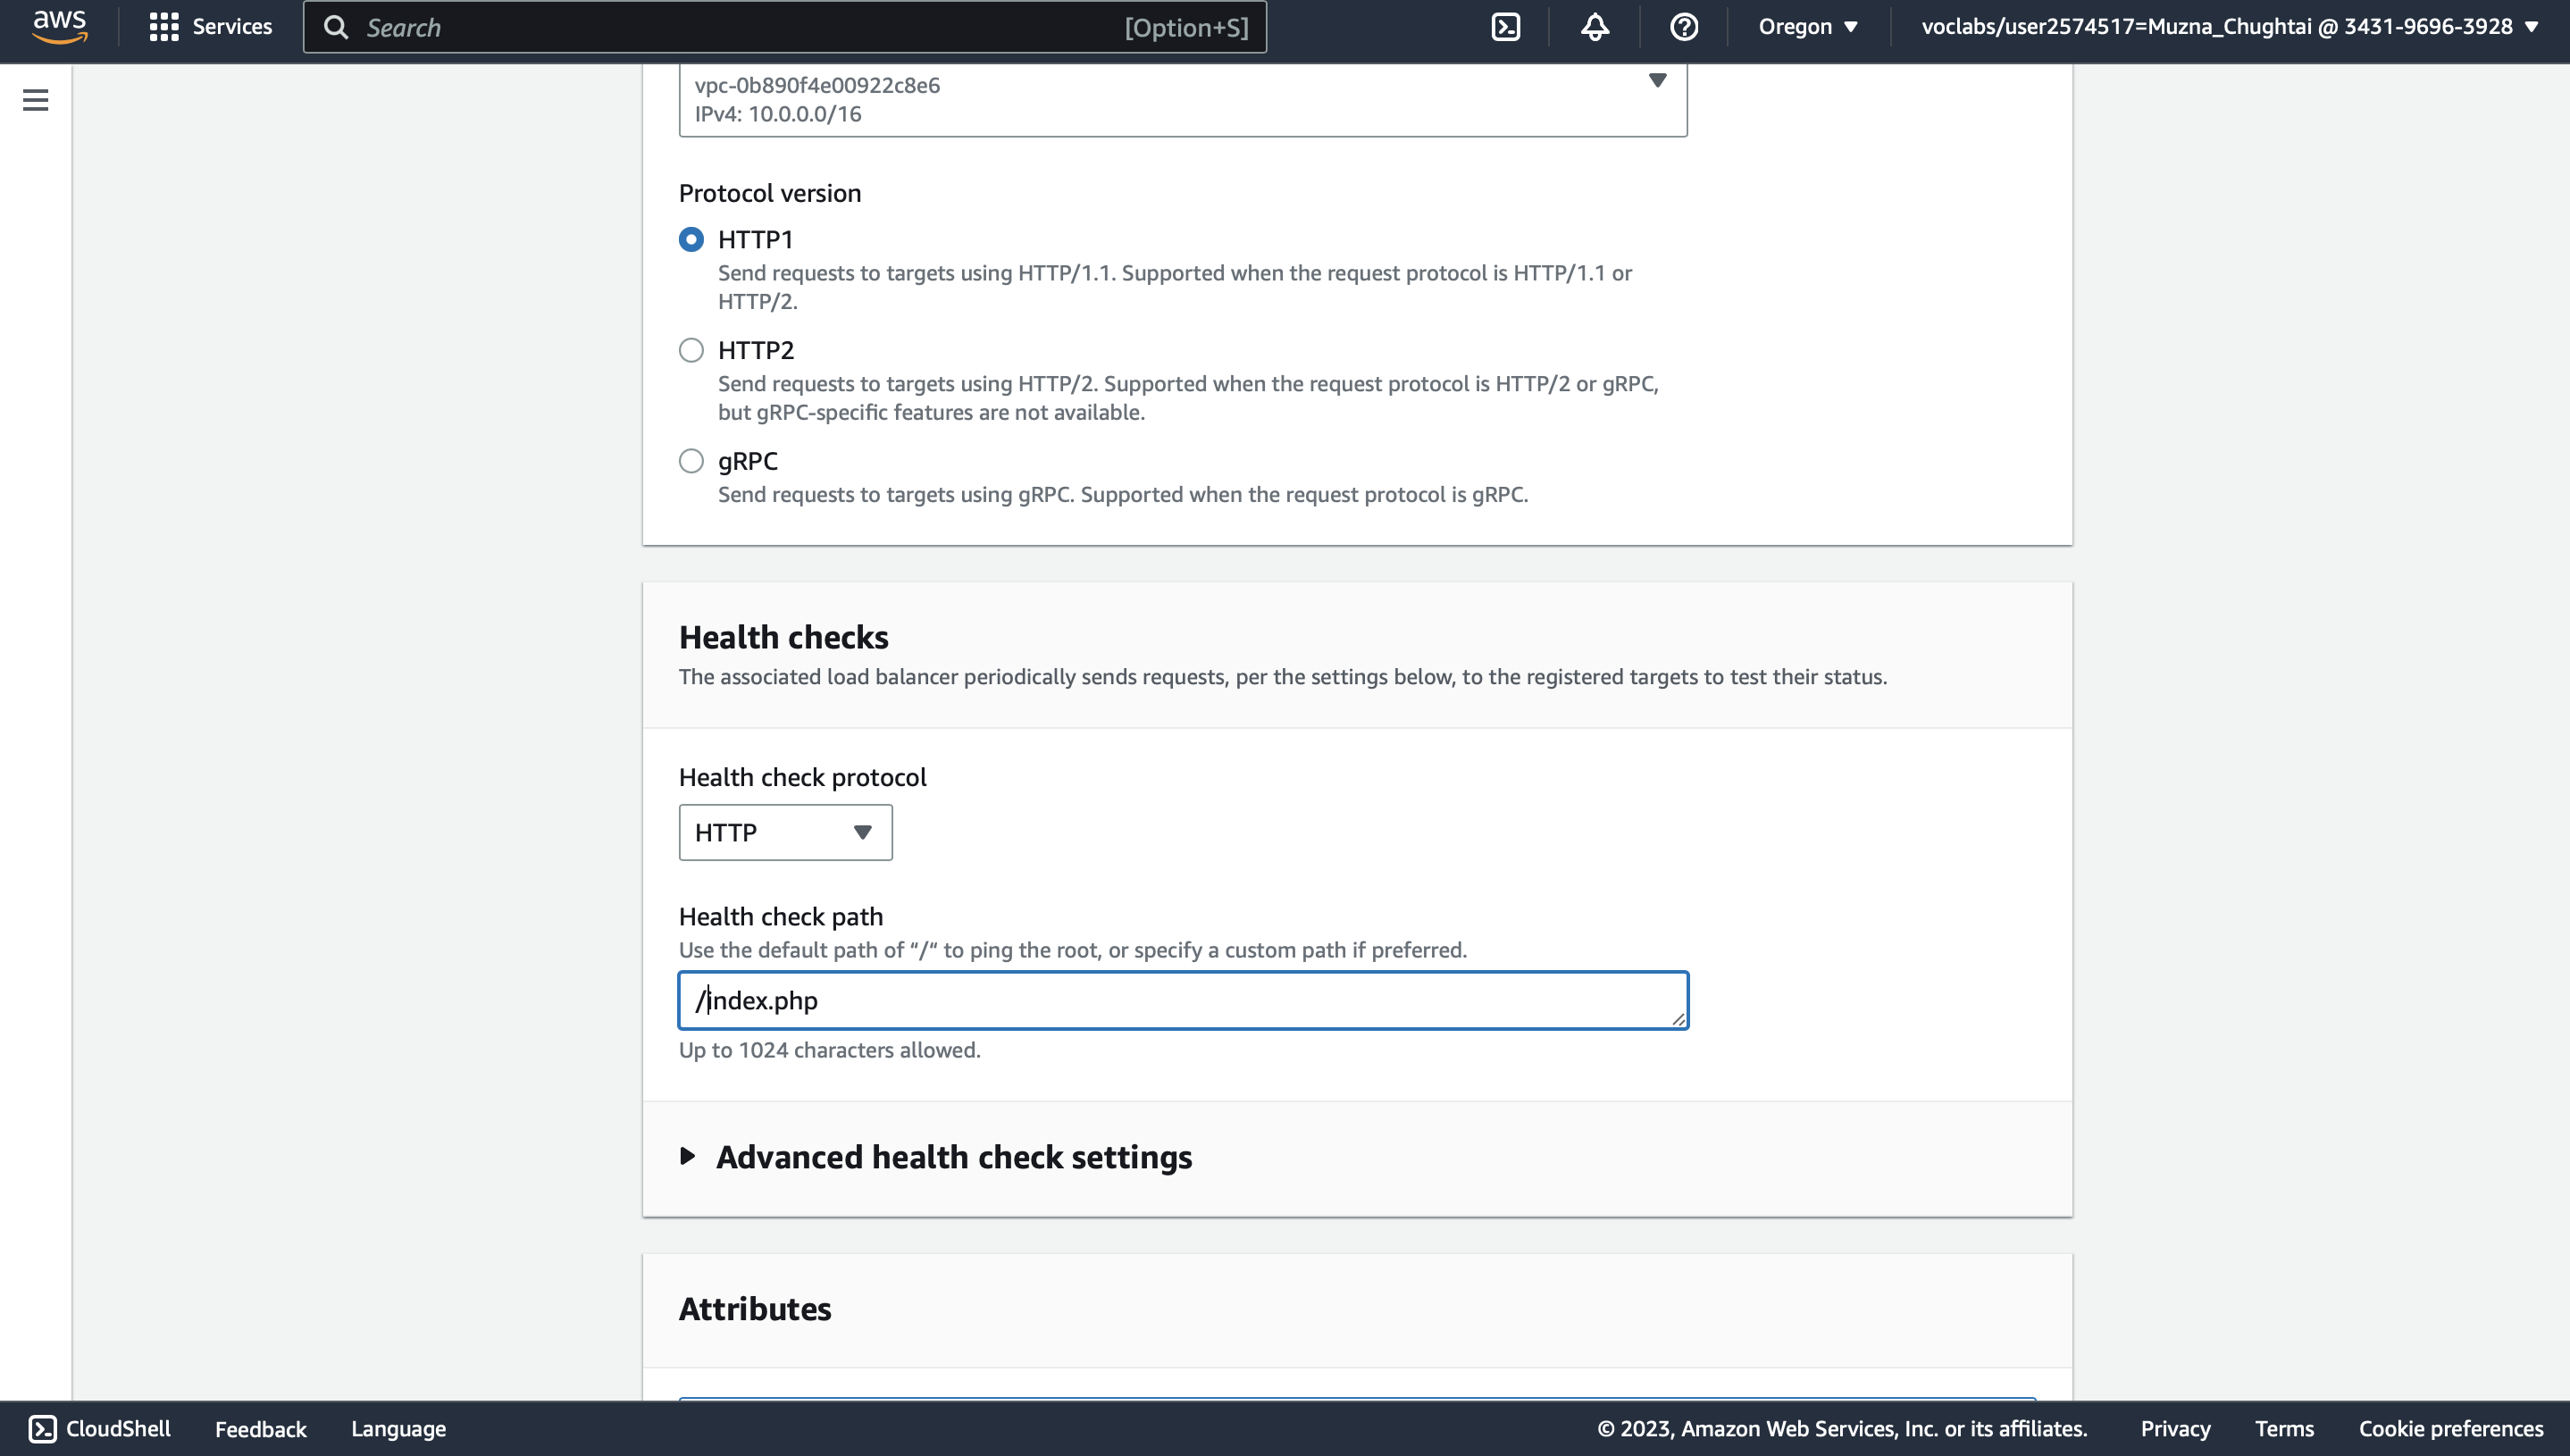 aws
Services
Search
[Option+S]
Oregon
voclabs/user2574517=Muzna_Chughtai @ 3431-9696-3928
vpc-0b890f4e00922c8e6
IPv4: 10.0.0.0/16
Protocol version
HTTP1
Send requests to targets using HTTP/1.1. Supported when the request protocol is HTTP/1.1 or
HTTP/2.
HTTP2
Send requests to targets using HTTP/2. Supported when the request protocol is HTTP/2 or gRPC,
but gRPC-specific features are not available.
gRPC
Send requests to targets using gRPC. Supported when the request protocol is gRPC.
Health checks
The associated load balancer periodically sends requests, per the settings below, to the registered targets to test their status.
Health check protocol
HTTP
Health check path
Use the default path of “/“ to ping the root, or specify a custom path if preferred.
/index.php
Up to 1024 characters allowed.
Advanced health check settings
Attributes
CloudShell
Feedback
Language
© 2023, Amazon Web Services, Inc. or its affiliates.
Privacy
Terms
Cookie preferences